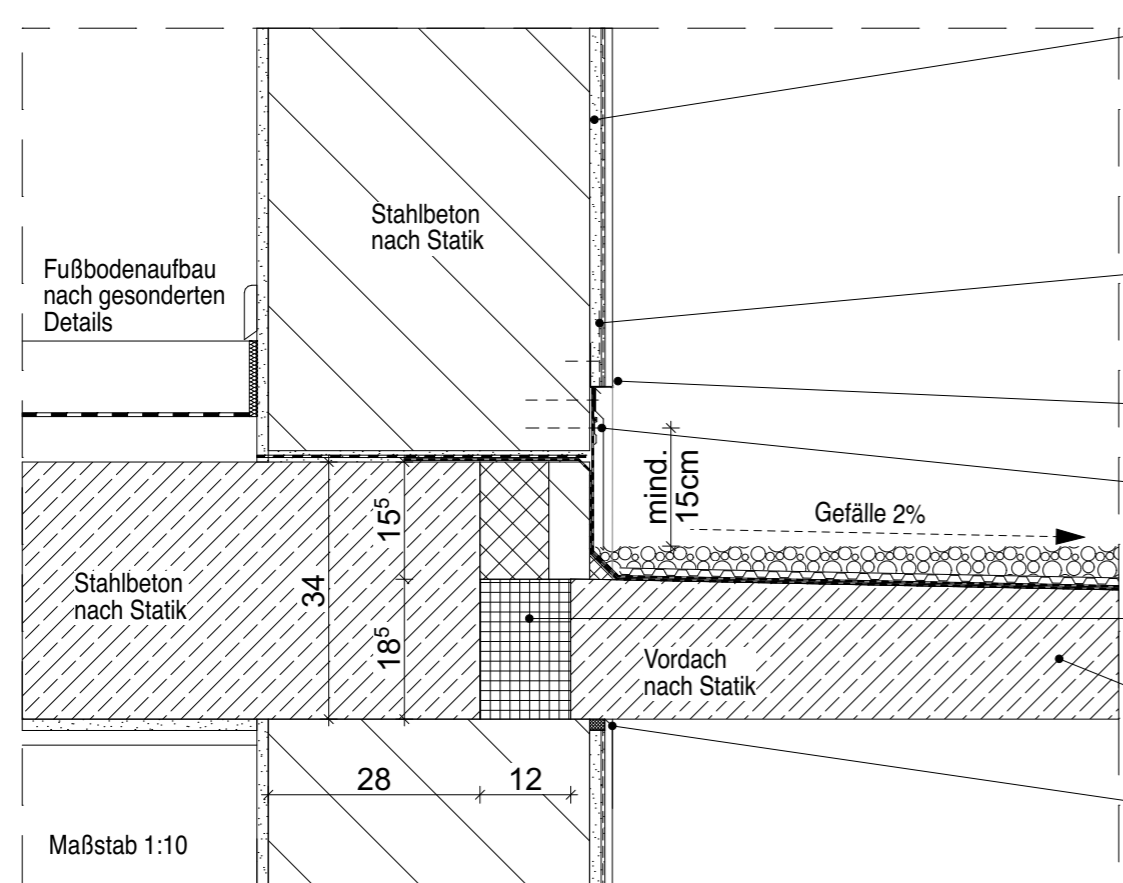 Stahlbeton
nach Statik
Fußbodenaufbau
nach gesonderten
Details
mind.
15cm
Gefälle 2%
15⁵
34
18⁵
Stahlbeton
nach Statik
Vordach
nach Statik
28
12
Maßstab 1:10